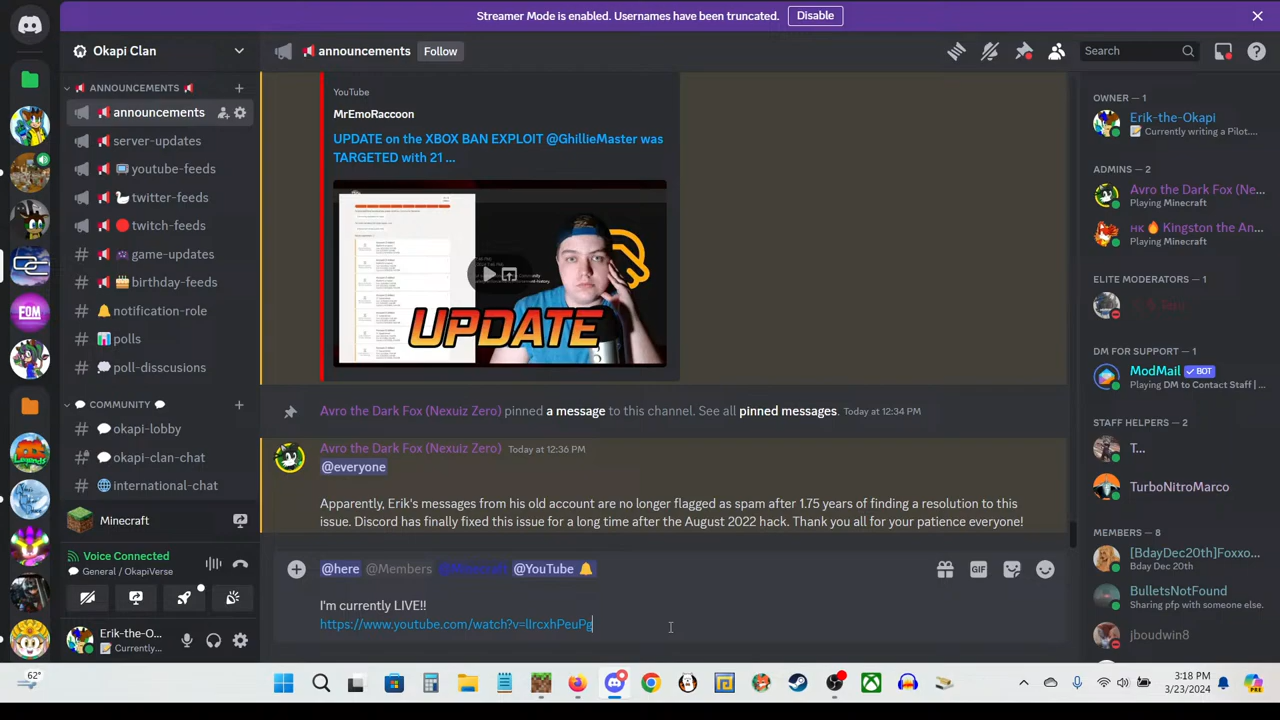 Streamer Mode is enabled. Usernames have been truncated.
Disable
Okapi Clan
announcements
Follow
Search
ANNOUNCEMENTS
announcements
server-updates
youtube-feeds
twitter-feeds
twitch-feeds
game-updates
birthday-feeds
notification-role
polls
poll-disscusions
COMMUNITY
okapi-lobby
okapi-clan-chat
international-chat
Minecraft
Voice Connected
General / OkapiVerse
Erik-the-O...
Currently...
YouTube
MrEmoRaccoon
UPDATE on the XBOX BAN EXPLOIT @GhillieMaster was
TARGETED with 21 ...
UPDATE
Avro the Dark Fox (Nexuiz Zero) pinned a message to this channel. See all pinned messages. Today at 12:34 PM
Avro the Dark Fox (Nexuiz Zero) Today at 12:36 PM
@everyone
Apparently, Erik's messages from his old account are no longer flagged as spam after 1.75 years of finding a resolution to this
issue. Discord has finally fixed this issue for a long time after the August 2022 hack. Thank you all for your patience everyone!
@here @Members @Minecraft @YouTube
GIF
I'm currently LIVE!!
https://www.youtube.com/watch?v=lIrcxhPeuPg
OWNER — 1
Erik-the-Okapi
Currently writing a Pilot...
ADMINS — 2
Avro the Dark Fox (Ne...
Playing Minecraft
Playing Minecraft
MODERATORS — 1
DM FOR SUPPORT — 1
ModMail BOT
Playing DM to Contact Staff | ...
STAFF HELPERS — 2
T...
TurboNitroMarco
MEMBERS — 8
[BdayDec20th]Foxxo...
Bday Dec 20th
BulletsNotFound
Sharing pfp with someone else.
jboudwin8
62°
3:18 PM
3/23/2024